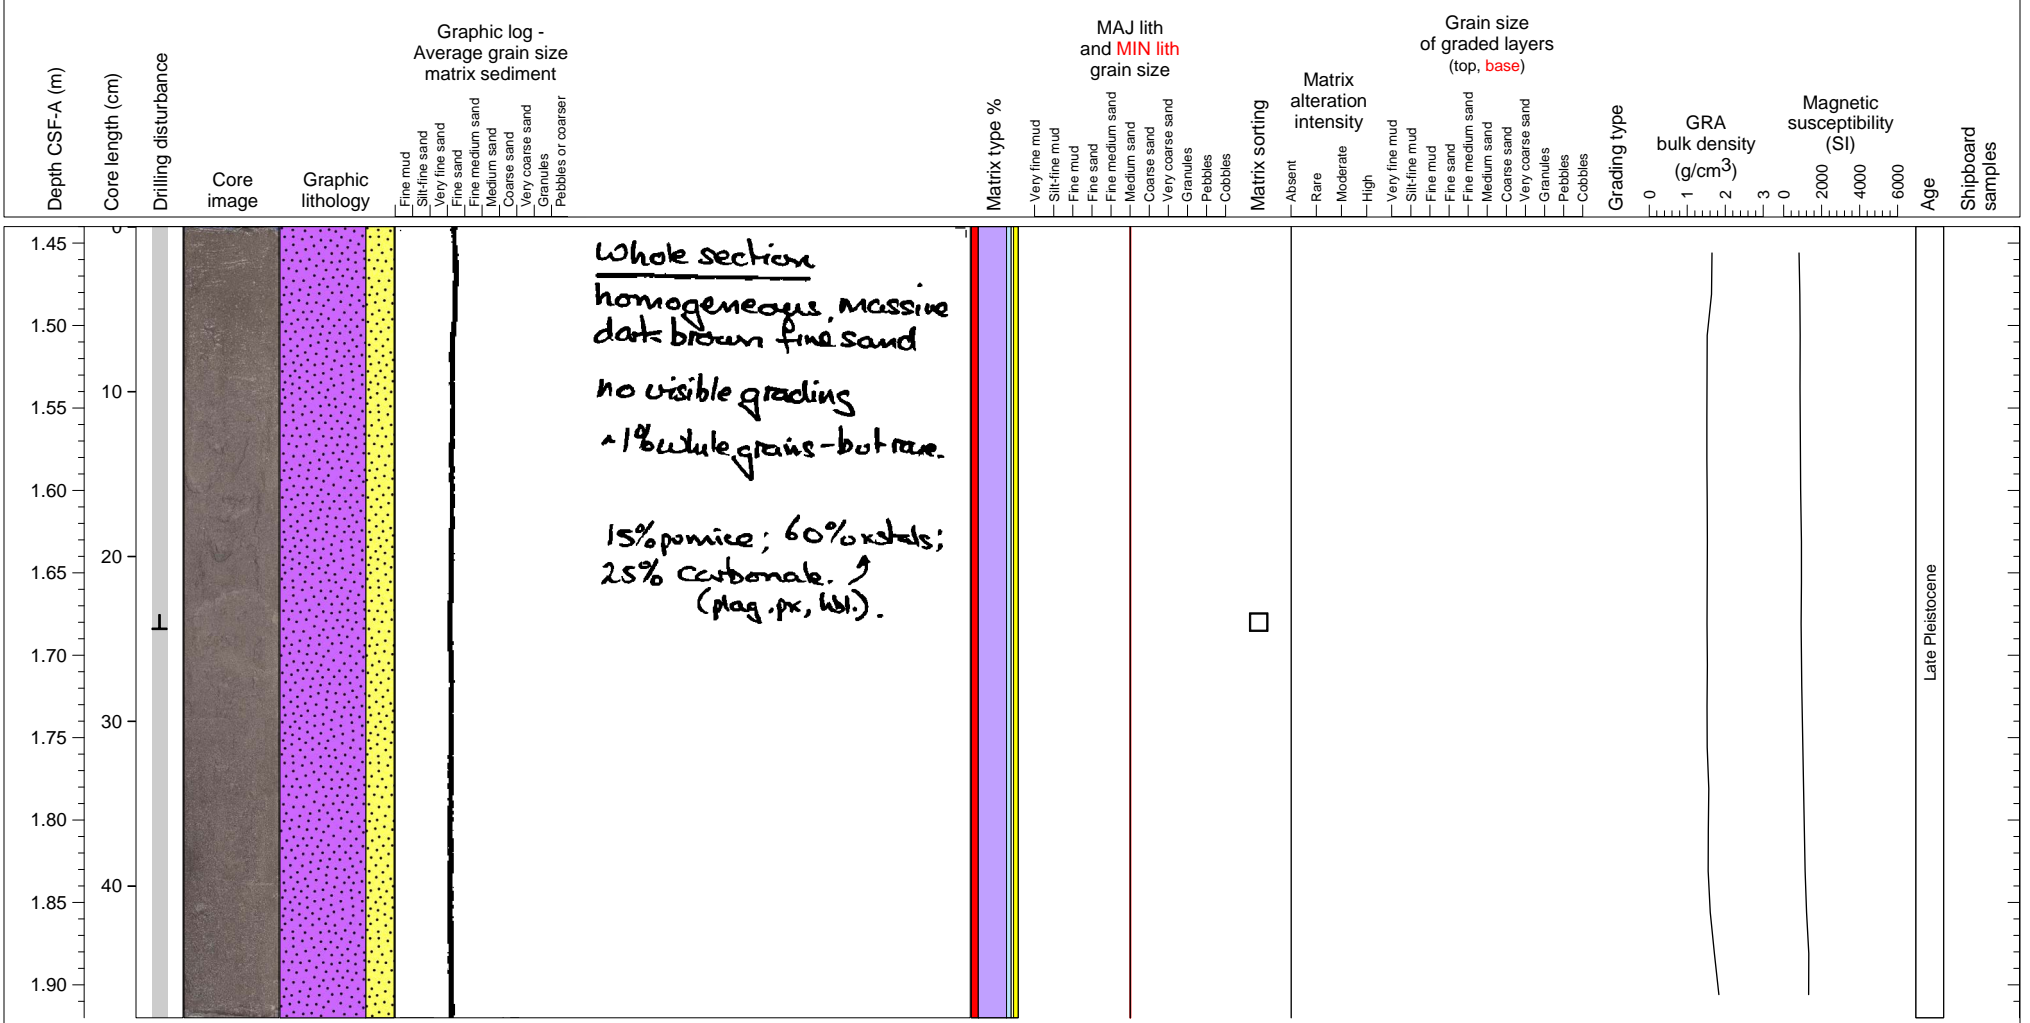 Depth CSF-A (m)
Core length (cm)
Drilling disturbance
Core
image
Graphic
lithology
Graphic log -
Average grain size
matrix sediment
Fine mud
Silt-fine sand
Very fine sand
Fine sand
Fine medium sand
Medium sand
Coarse sand
Very coarse sand
Granules
Pebbles or coarser
Matrix type %
MAJ lith
and MIN lith
grain size
Very fine mud
Silt-fine mud
Fine mud
Fine sand
Fine medium sand
Medium sand
Coarse sand
Very coarse sand
Granules
Pebbles
Cobbles
Matrix sorting
Matrix
alteration
intensity
Absent
Rare
Moderate
High
Grain size
of graded layers
(top, base)
Very fine mud
Silt-fine mud
Fine mud
Fine sand
Fine medium sand
Medium sand
Coarse sand
Very coarse sand
Granules
Pebbles
Cobbles
Grading type
GRA
bulk density
(g/cm3)
0 1 2 3
Magnetic
susceptibility
(SI)
0 2000 4000 6000
Age
Shipboard
samples
1.45
1.50
1.55
1.60
1.65
1.70
1.75
1.80
1.85
1.90
0
10
20
30
40
Whole section
homogeneous, massive
dark brown fine sand
no visible grading
~1% white grains - but rare.
15% pumice; 60% xstals;
25% carbonate.
(plag, px, hbl.).
Late Pleistocene